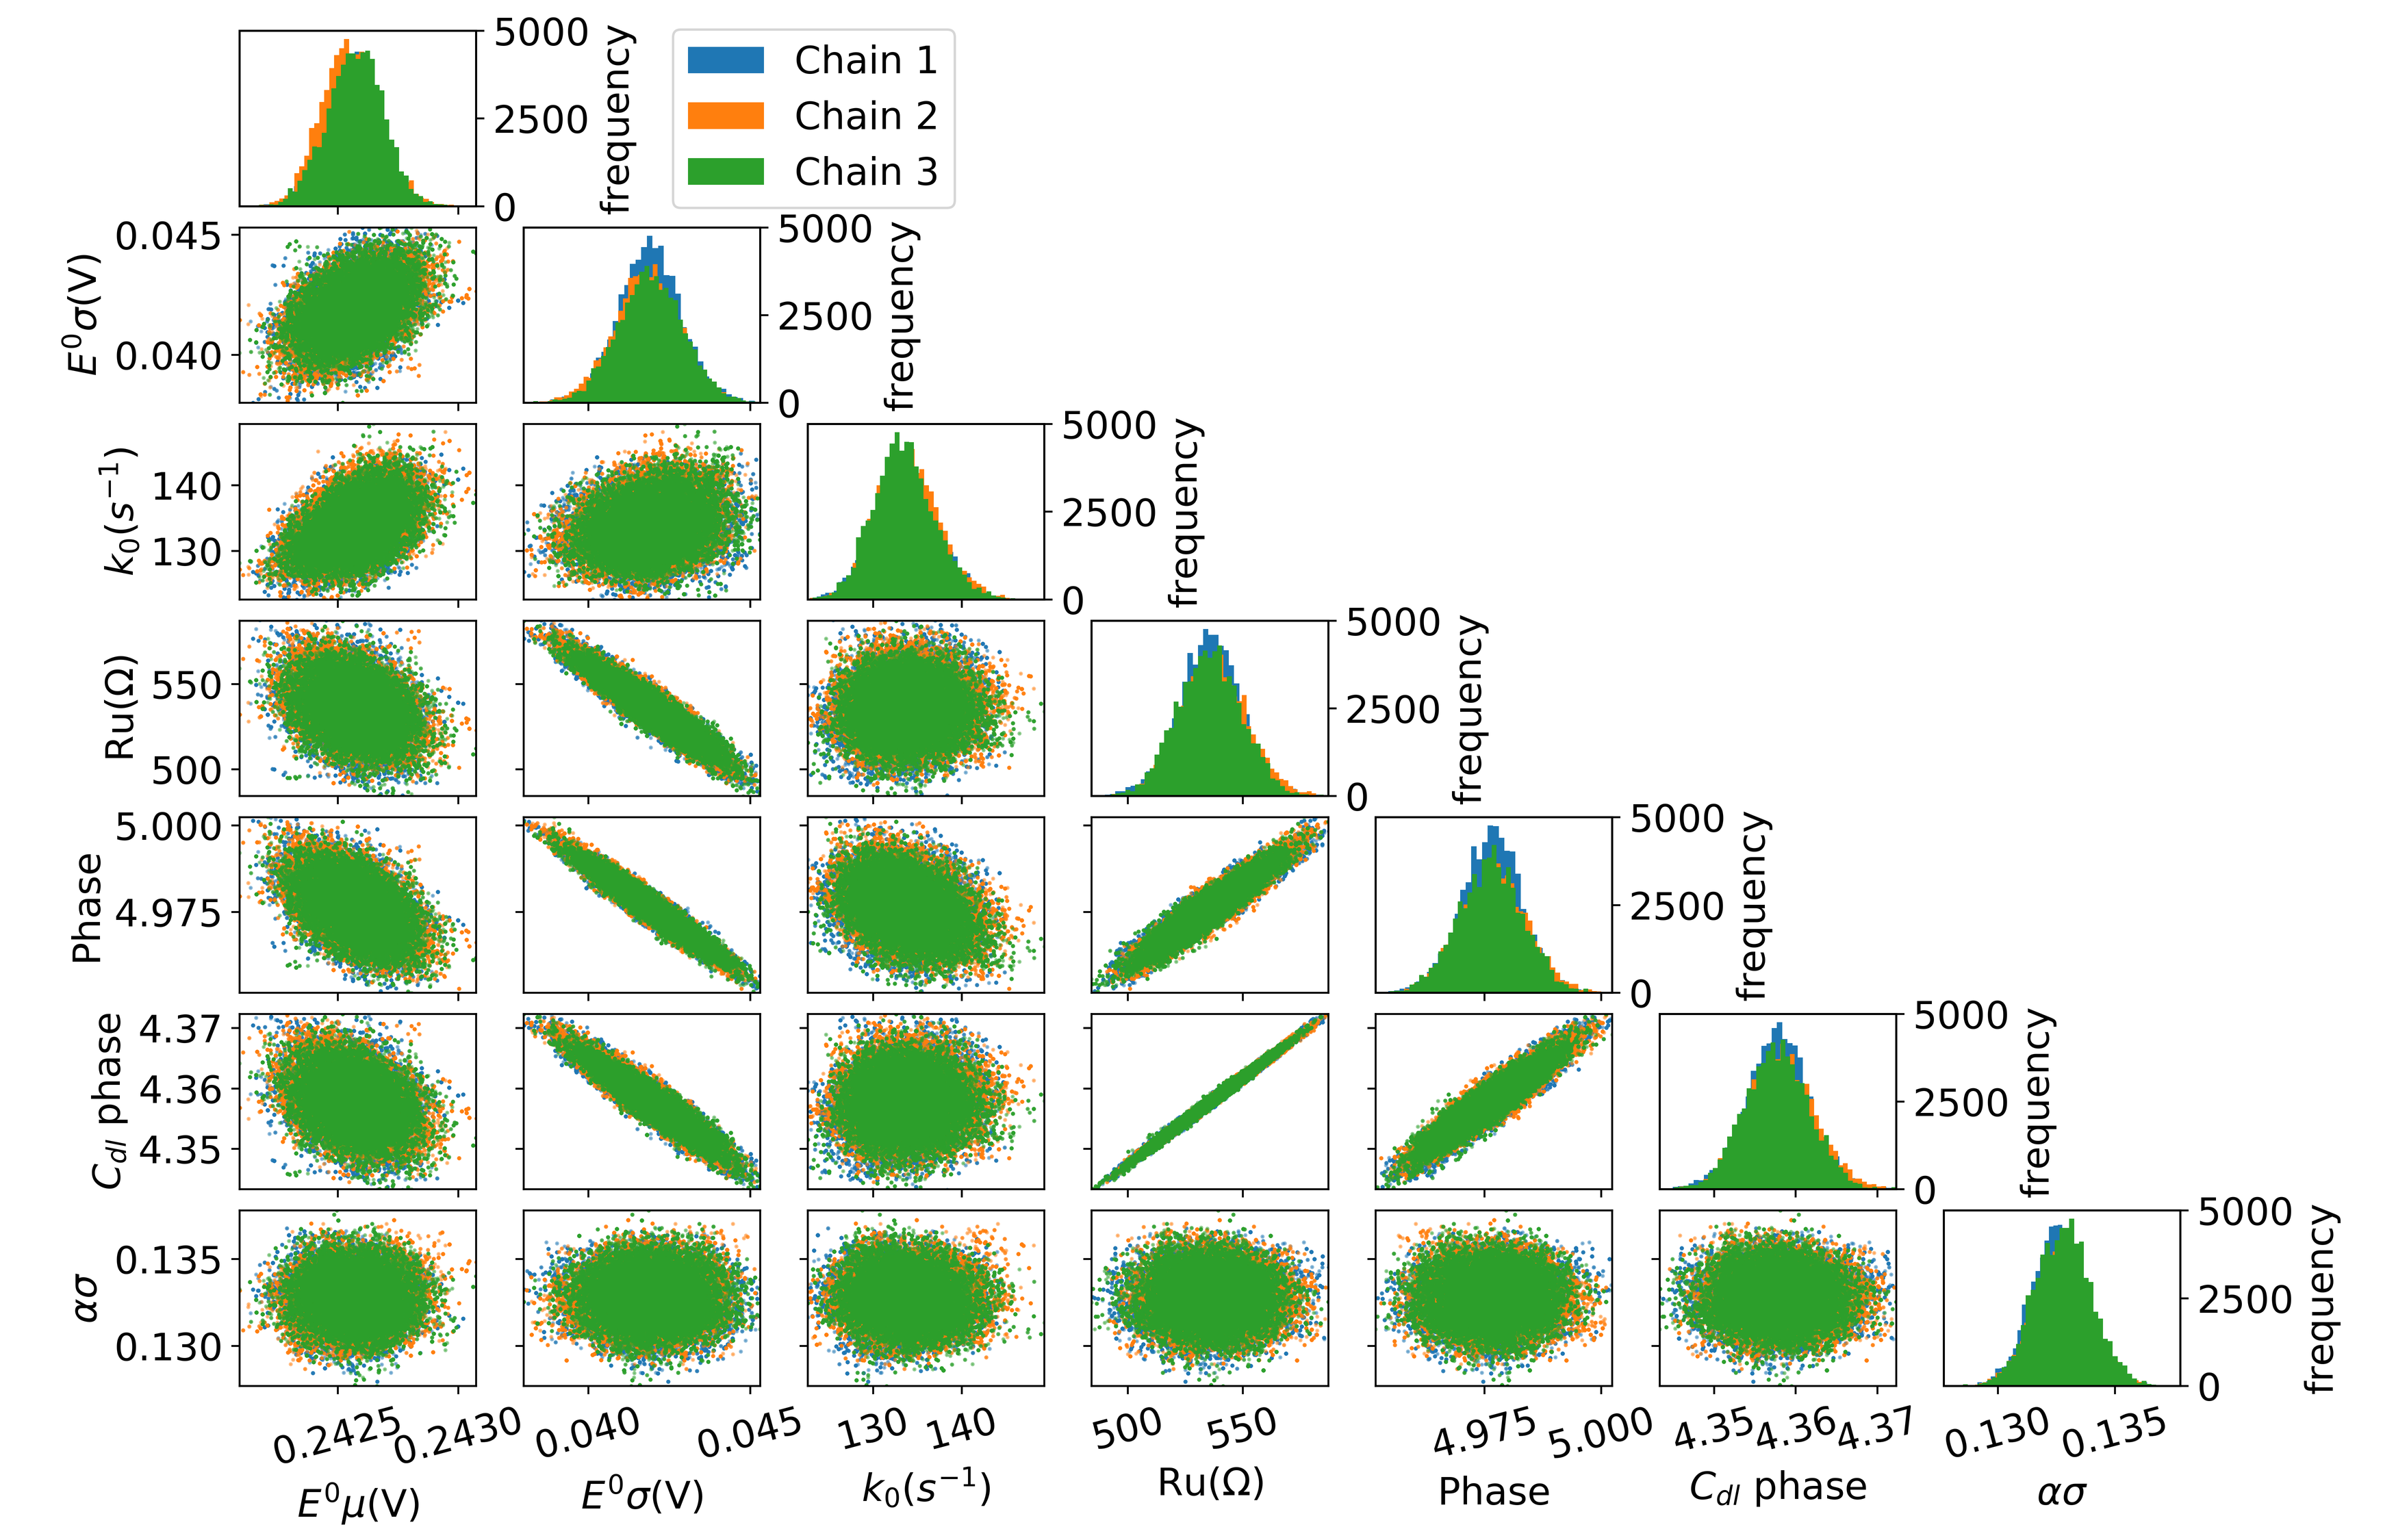 5000
2500
0
frequency
Chain 1
Chain 2
Chain 3
0.045
0.040
E⁰σ(V)
5000
2500
0
frequency
140
130
k₀(s⁻¹)
5000
2500
0
frequency
550
500
Ru(Ω)
5000
2500
0
frequency
5.000
4.975
Phase
5000
2500
0
frequency
4.37
4.36
4.35
C_dl phase
5000
2500
0
frequency
0.135
0.130
ασ
5000
2500
0
frequency
0.2425 0.2430 0.040 0.045 130 140 500 550 4.975 5.000 4.35 4.36 4.37 0.130 0.135
E⁰μ(V) E⁰σ(V) k₀(s⁻¹) Ru(Ω) Phase C_dl phase ασ